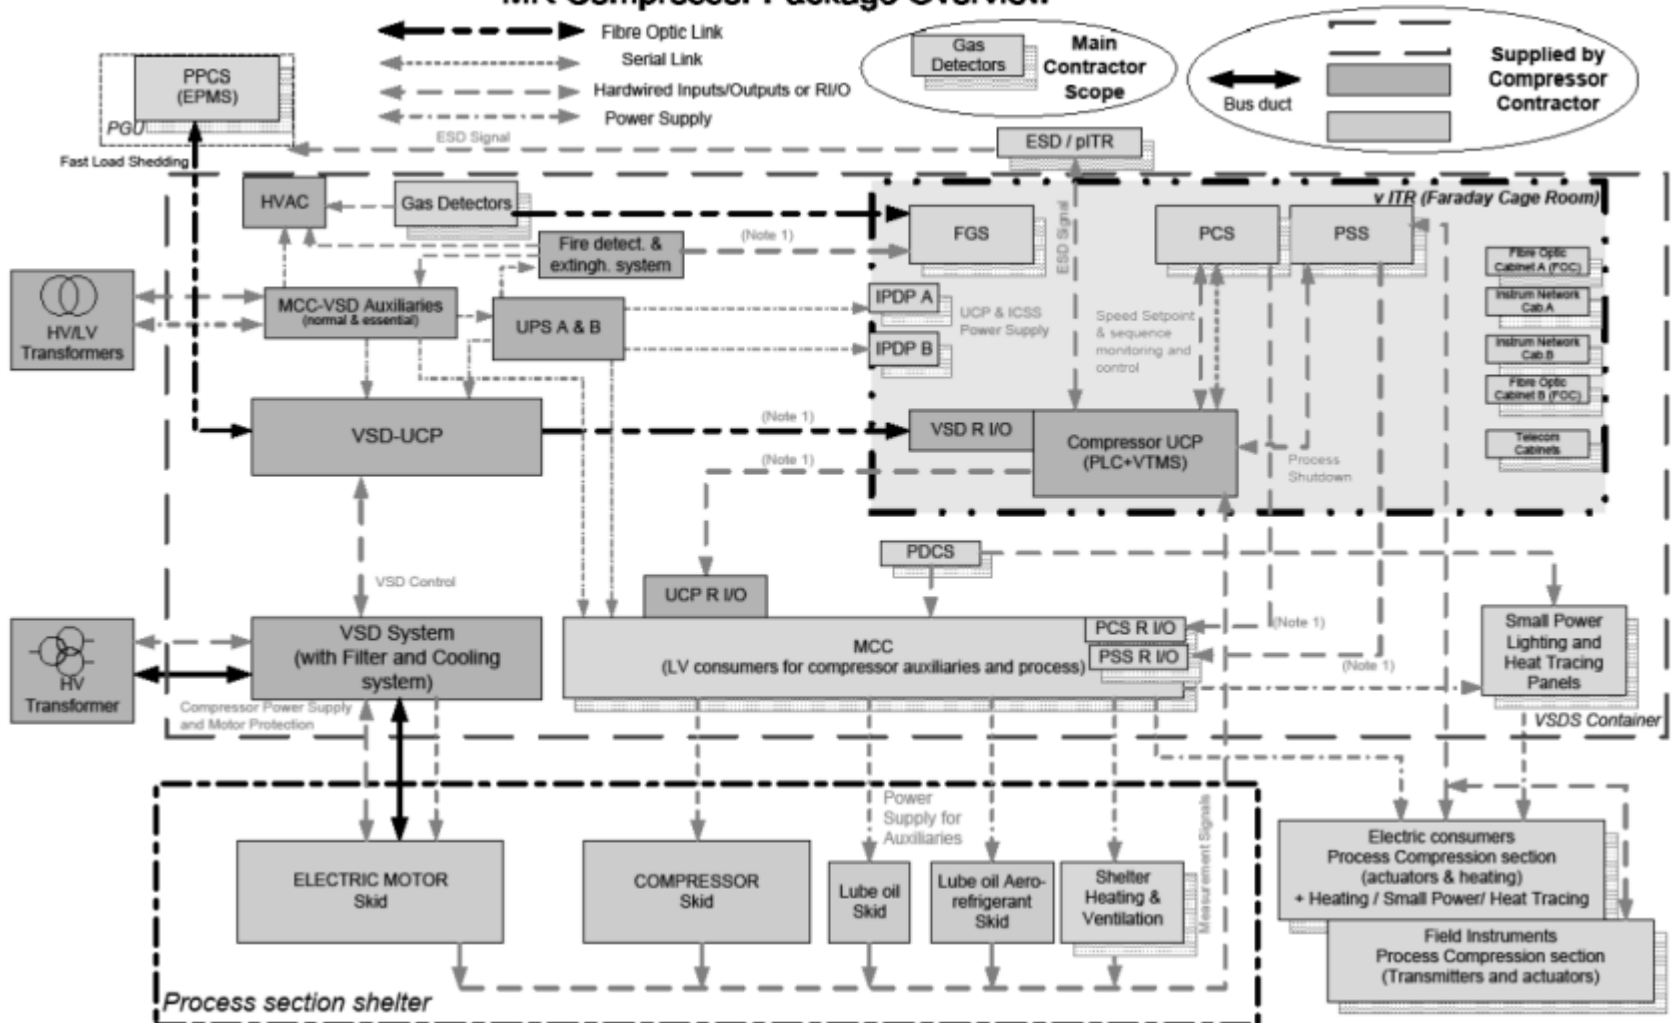 MR Compressor Package Overview
Fibre Optic Link
Serial Link
Hardwired Inputs/Outputs or RI/O
Power Supply
Gas
Detectors
Main
Contractor
Scope
Bus duct
Supplied by
Compressor
Contractor
PPCS
(EPMS)
PGU
ESD Signal
ESD / pITR
Fast Load Shedding
HVAC
Gas Detectors
Fire detect. &
extingh. system
(Note 1)
v ITR (Faraday Cage Room)
FGS
ESD Signal
PCS
PSS
Fibre Optic
Cabinet A (FOC)
Instrum Network
Cab.A
Instrum Network
Cab.B
Fibre Optic
Cabinet B (FOC)
Telecom
Cabinets
HV/LV
Transformers
MCC-VSD Auxiliaries
(normal & essential)
UPS A & B
IPDP A
IPDP B
UCP & ICSS
Power Supply
Speed Setpoint
& sequence
monitoring and
control
VSD-UCP
(Note 1)
VSD R I/O
Compressor UCP
(PLC+VTMS)
(Note 1)
Process
Shutdown
PDCS
VSD Control
UCP R I/O
HV
Transformer
VSD System
(with Filter and Cooling
system)
MCC
(LV consumers for compressor auxiliaries and process)
PCS R I/O
PSS R I/O
(Note 1)
(Note 1)
Small Power
Lighting and
Heat Tracing
Panels
VSDS Container
Compressor Power Supply
and Motor Protection
Power
Supply for
Auxiliaries
Measurement Signals
ELECTRIC MOTOR
Skid
COMPRESSOR
Skid
Lube oil
Skid
Lube oil Aero-
refrigerant
Skid
Shelter
Heating &
Ventilation
Electric consumers
Process Compression section
(actuators & heating)
+ Heating / Small Power/ Heat Tracing
Field Instruments
Process Compression section
(Transmitters and actuators)
Process section shelter